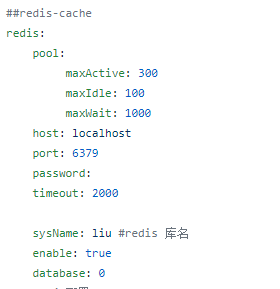 ##redis-cache
redis:
pool:
maxActive: 300
maxIdle: 100
maxWait: 1000
host: localhost
port: 6379
password:
timeout: 2000
sysName: liu #redis 库名
enable: true
database: 0